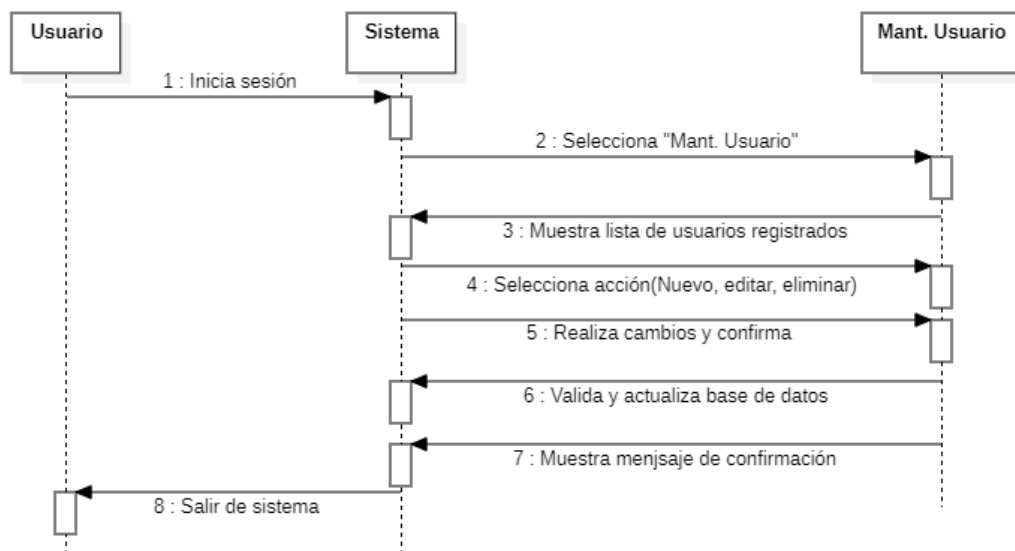 Usuario
Sistema
Mant. Usuario
1 : Inicia sesión
2 : Selecciona "Mant. Usuario"
3 : Muestra lista de usuarios registrados
4 : Selecciona acción(Nuevo, editar, eliminar)
5 : Realiza cambios y confirma
6 : Valida y actualiza base de datos
7 : Muestra menjsaje de confirmación
8 : Salir de sistema